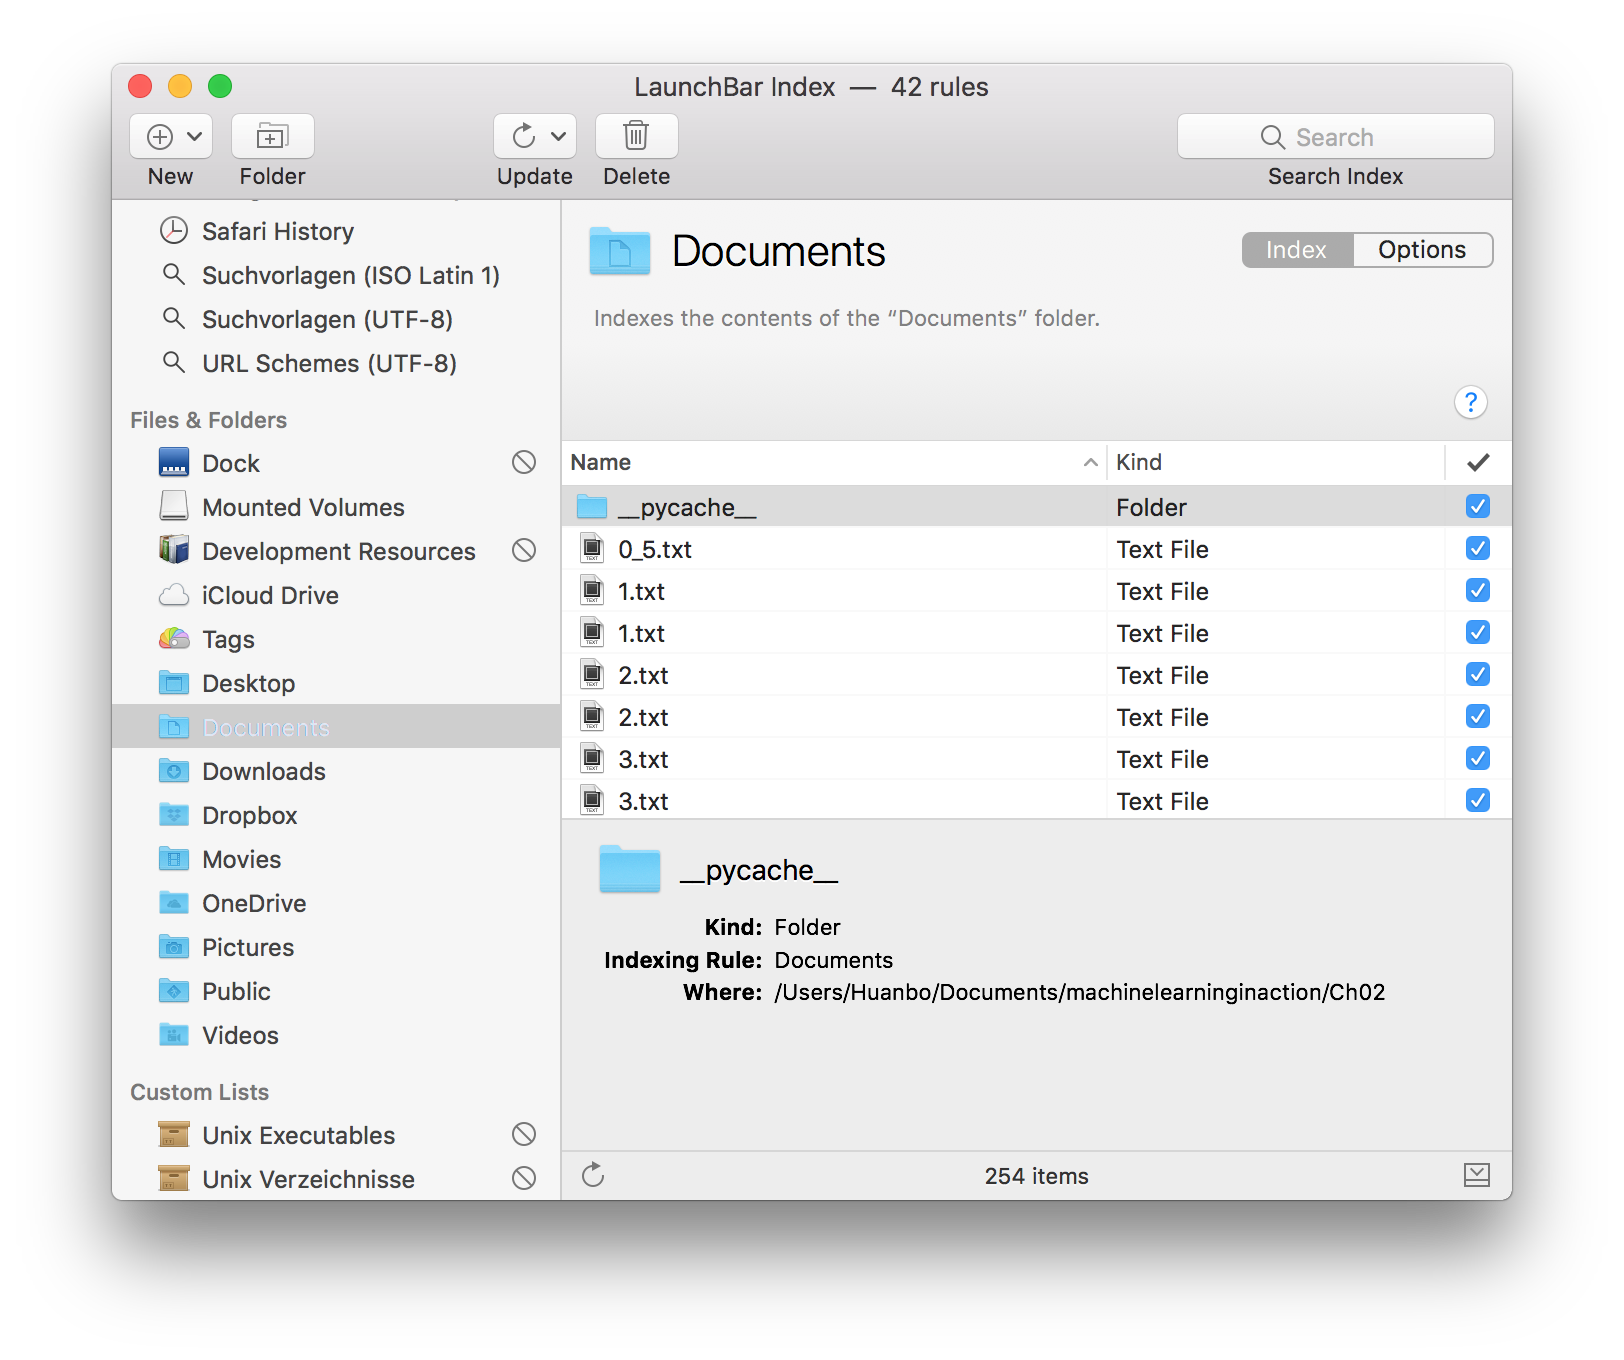 LaunchBar Index — 42 rules
New
Folder
Update
Delete
Search
Search Index
Safari History
Suchvorlagen (ISO Latin 1)
Suchvorlagen (UTF-8)
URL Schemes (UTF-8)
Files & Folders
Dock
Mounted Volumes
Development Resources
iCloud Drive
Tags
Desktop
Documents
Downloads
Dropbox
Movies
OneDrive
Pictures
Public
Videos
Custom Lists
Unix Executables
Unix Verzeichnisse
Documents
Index Options
Indexes the contents of the “Documents” folder.
?
Name Kind
__pycache__ Folder
0_5.txt Text File
1.txt Text File
1.txt Text File
2.txt Text File
2.txt Text File
3.txt Text File
3.txt Text File
__pycache__
Kind: Folder
Indexing Rule: Documents
Where: /Users/Huanbo/Documents/machinelearninginaction/Ch02
254 items